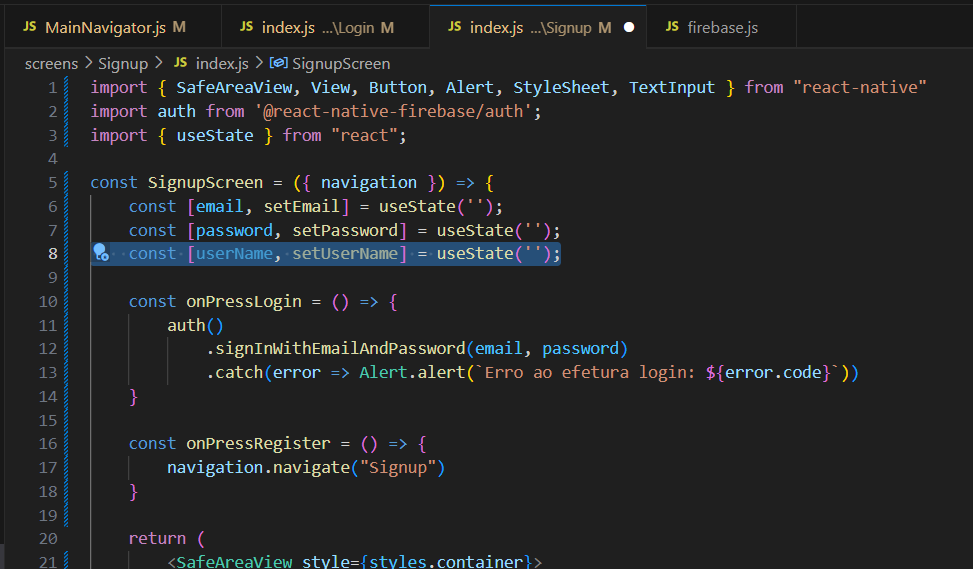 JS MainNavigator.js M JS index.js ...\Login M JS index.js ...\Signup M JS firebase.js
screens > Signup > JS index.js > SignupScreen
1 import { SafeAreaView, View, Button, Alert, StyleSheet, TextInput } from "react-native"
2 import auth from '@react-native-firebase/auth';
3 import { useState } from "react";
4
5 const SignupScreen = ({ navigation }) => {
6 const [email, setEmail] = useState('');
7 const [password, setPassword] = useState('');
8 const [userName, setUserName] = useState('');
9
10 const onPressLogin = () => {
11 auth()
12 .signInWithEmailAndPassword(email, password)
13 .catch(error => Alert.alert(`Erro ao efetura login: ${error.code}`))
14 }
15
16 const onPressRegister = () => {
17 navigation.navigate("Signup")
18 }
19
20 return (
21 <SafeAreaView style={styles.container}>